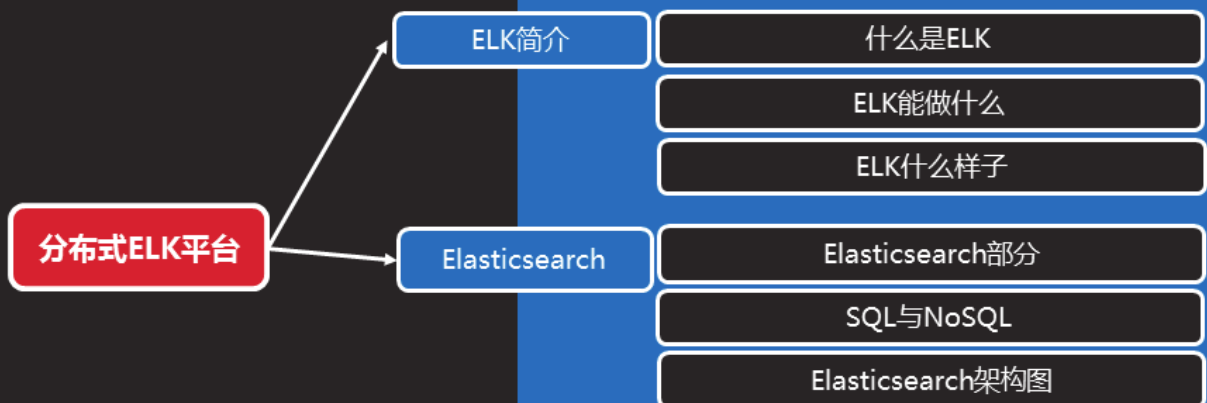 分布式ELK平台
ELK简介
什么是ELK
ELK能做什么
ELK什么样子
Elasticsearch
Elasticsearch部分
SQL与NoSQL
Elasticsearch架构图